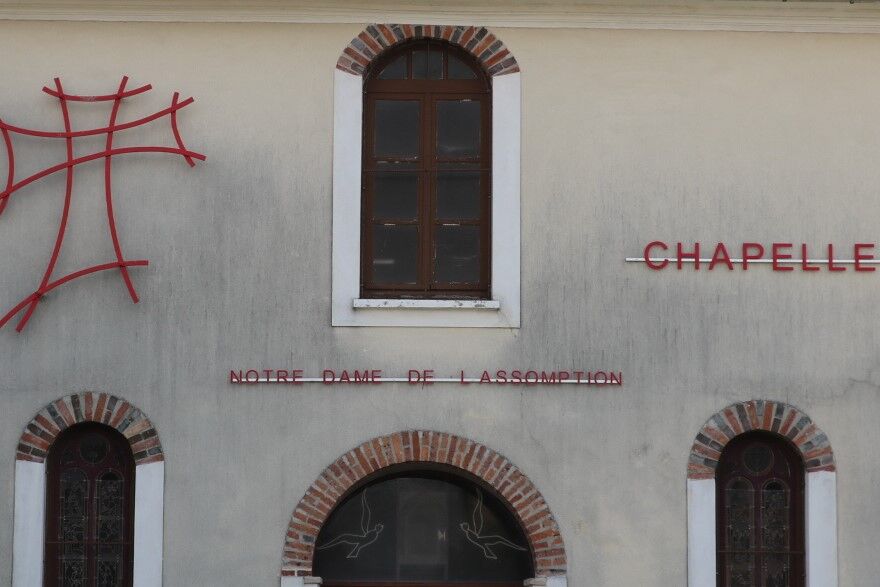 CHAPELLE
NOTRE DAME DE L ASSOMPTION